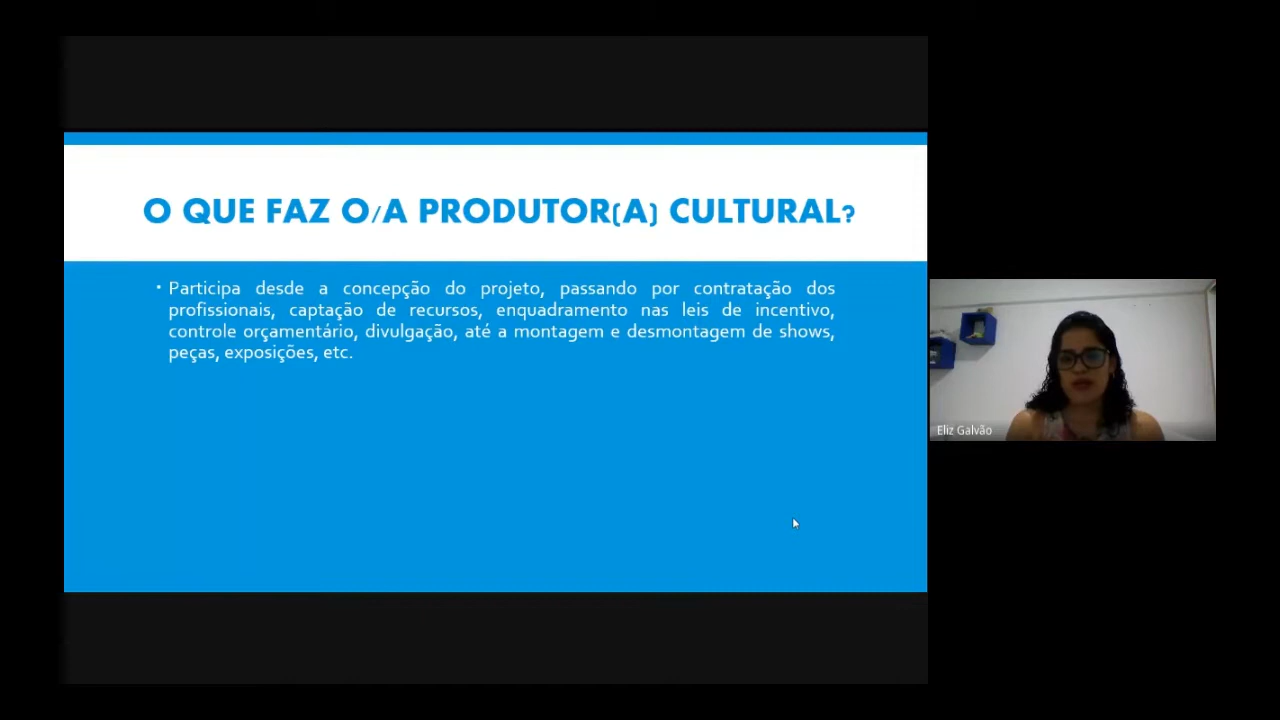 O QUE FAZ O/A PRODUTOR(A) CULTURAL?
• Participa desde a concepção do projeto, passando por contratação dos
profissionais, captação de recursos, enquadramento nas leis de incentivo,
controle orçamentário, divulgação, até a montagem e desmontagem de shows,
peças, exposições, etc.
Eliz Galvão